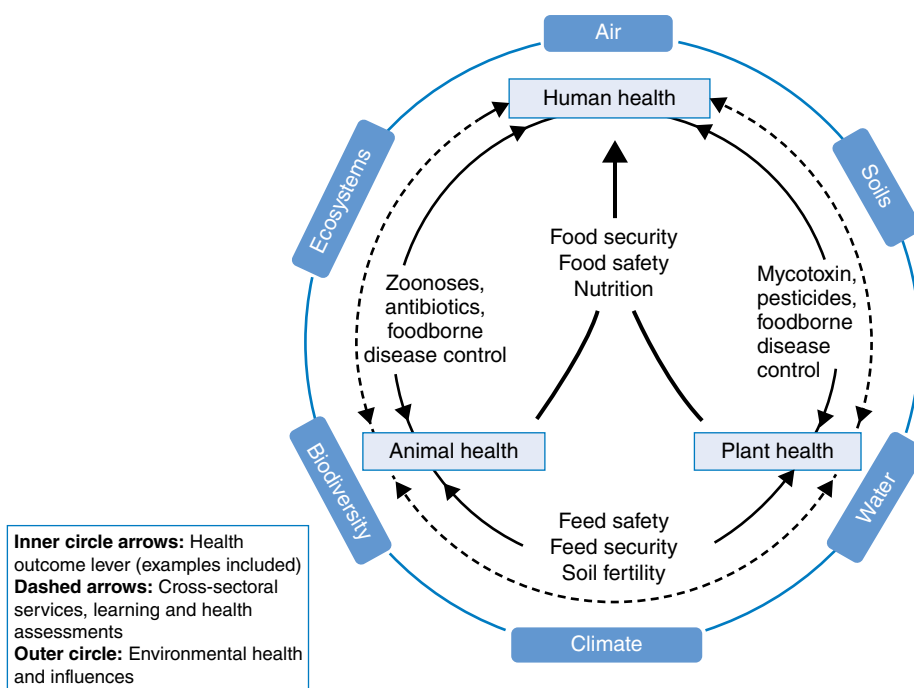 Air
Human health
Ecosystems
Soils
Food security
Food safety
Nutrition
Zoonoses,
antibiotics,
foodborne
disease control
Mycotoxin,
pesticides,
foodborne
disease
control
Animal health
Plant health
Biodiversity
Water
Feed safety
Feed security
Soil fertility
Climate
Inner circle arrows: Health
outcome lever (examples included)
Dashed arrows: Cross-sectoral
services, learning and health
assessments
Outer circle: Environmental health
and influences